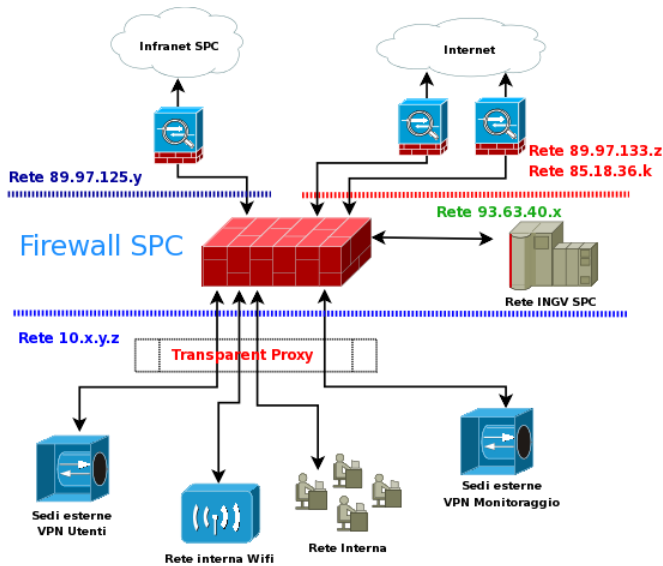 Infranet SPC
Internet
Rete 89.97.125.y
Rete 89.97.133.z
Rete 85.18.36.k
Rete 93.63.40.x
Firewall SPC
Rete INGV SPC
Rete 10.x.y.z
Transparent Proxy
Sedi esterne
VPN Utenti
Rete interna Wifi
Rete Interna
Sedi esterne
VPN Monitoraggio